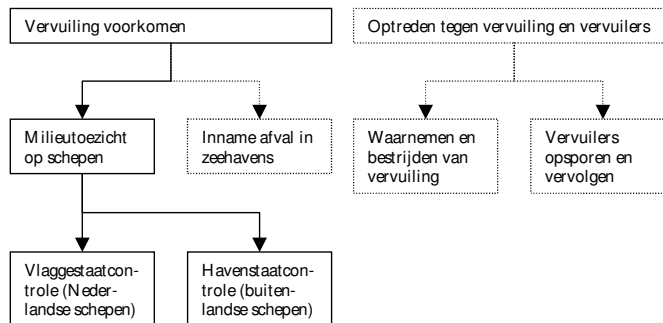 Vervuiling voorkomen
Optreden tegen vervuiling en vervuilers
Milieutoezicht
op schepen
Inname afval in
zeehavens
Waarnemen en
bestrijden van
vervuiling
Vervuilers
opsporen en
vervolgen
Vlaggestaatcon-
trole (Neder-
landse schepen)
Havenstaatcon-
trole (buiten-
landse schepen)